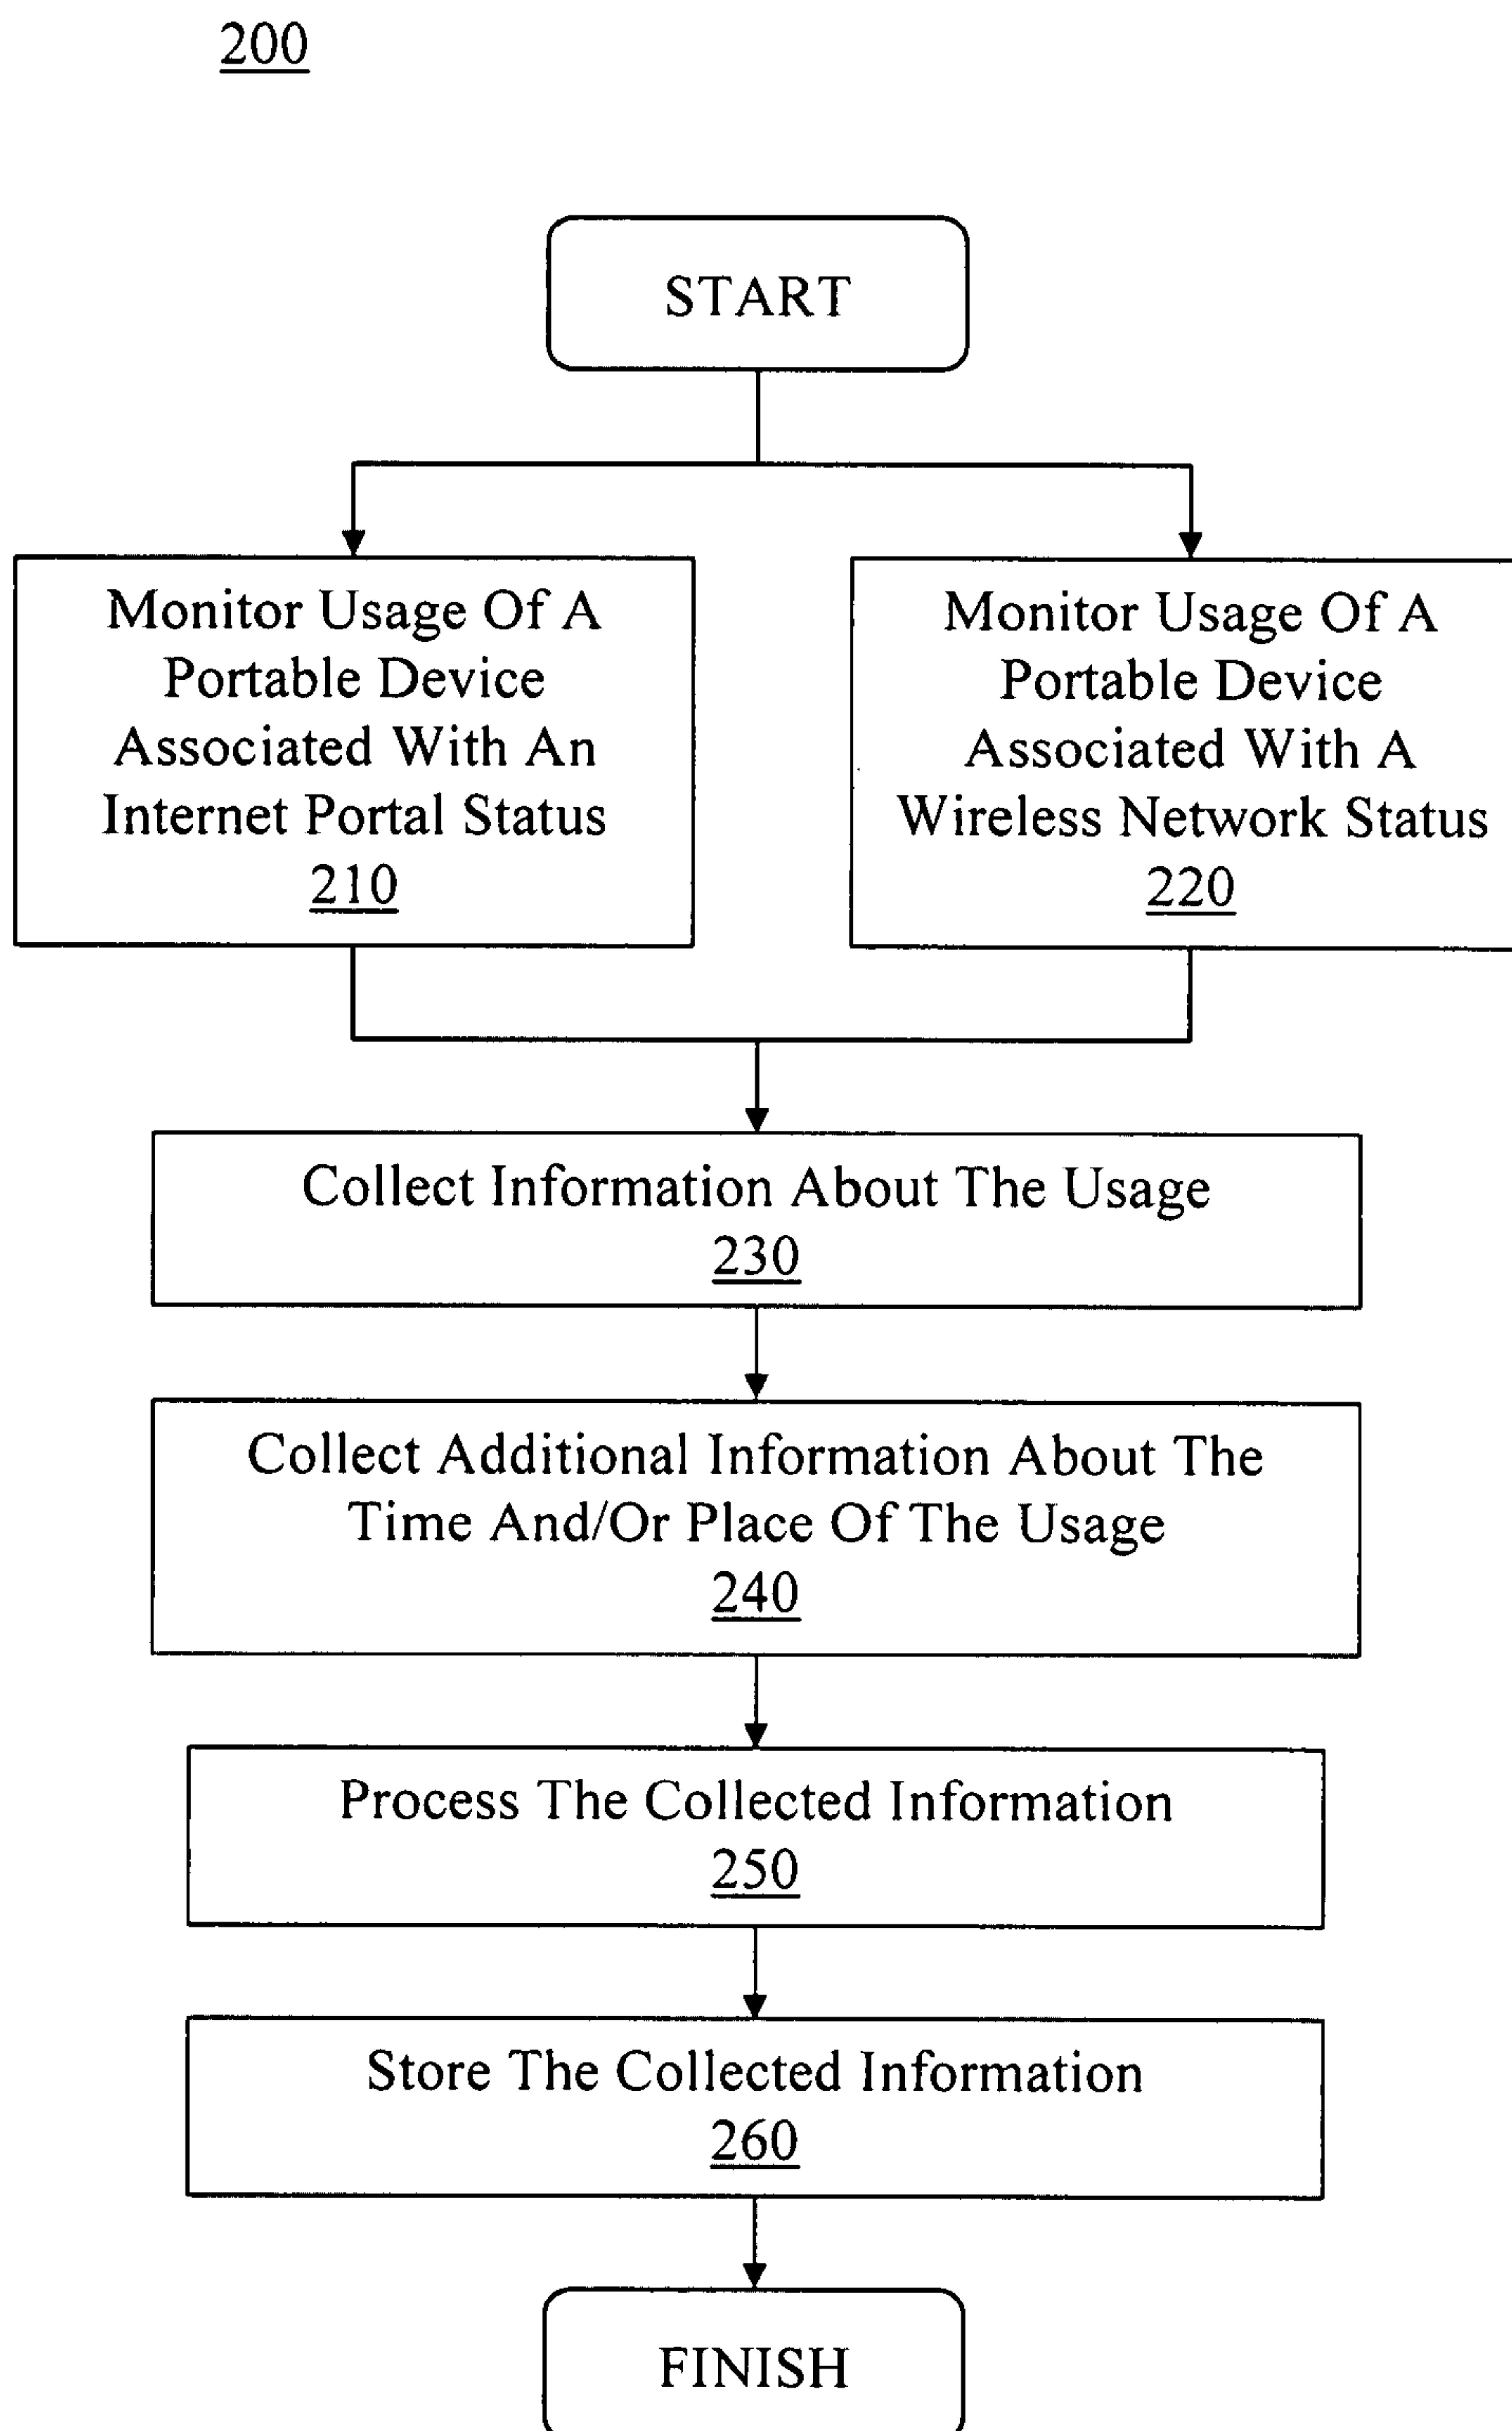 200
START
Monitor Usage Of A
Portable Device
Associated With An
Internet Portal Status
210
Monitor Usage Of A
Portable Device
Associated With A
Wireless Network Status
220
Collect Information About The Usage
230
Collect Additional Information About The
Time And/Or Place Of The Usage
240
Process The Collected Information
250
Store The Collected Information
260
FINISH